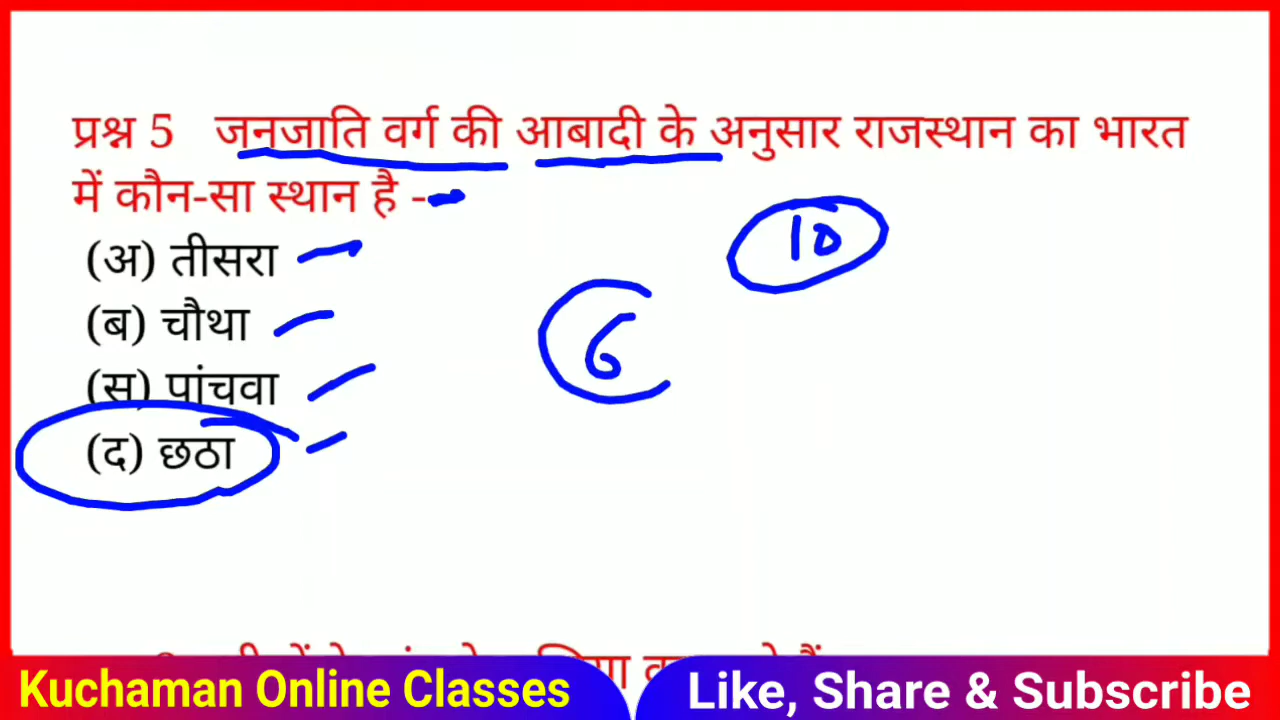 प्रश्न 5 जनजाति वर्ग की आबादी के अनुसार राजस्थान का भारत
में कौन-सा स्थान है -
10
(अ) तीसरा
(ब) चौथा
6
(स) पांचवा
(द) छठा
Kuchaman Online Classes
Like, Share & Subscribe